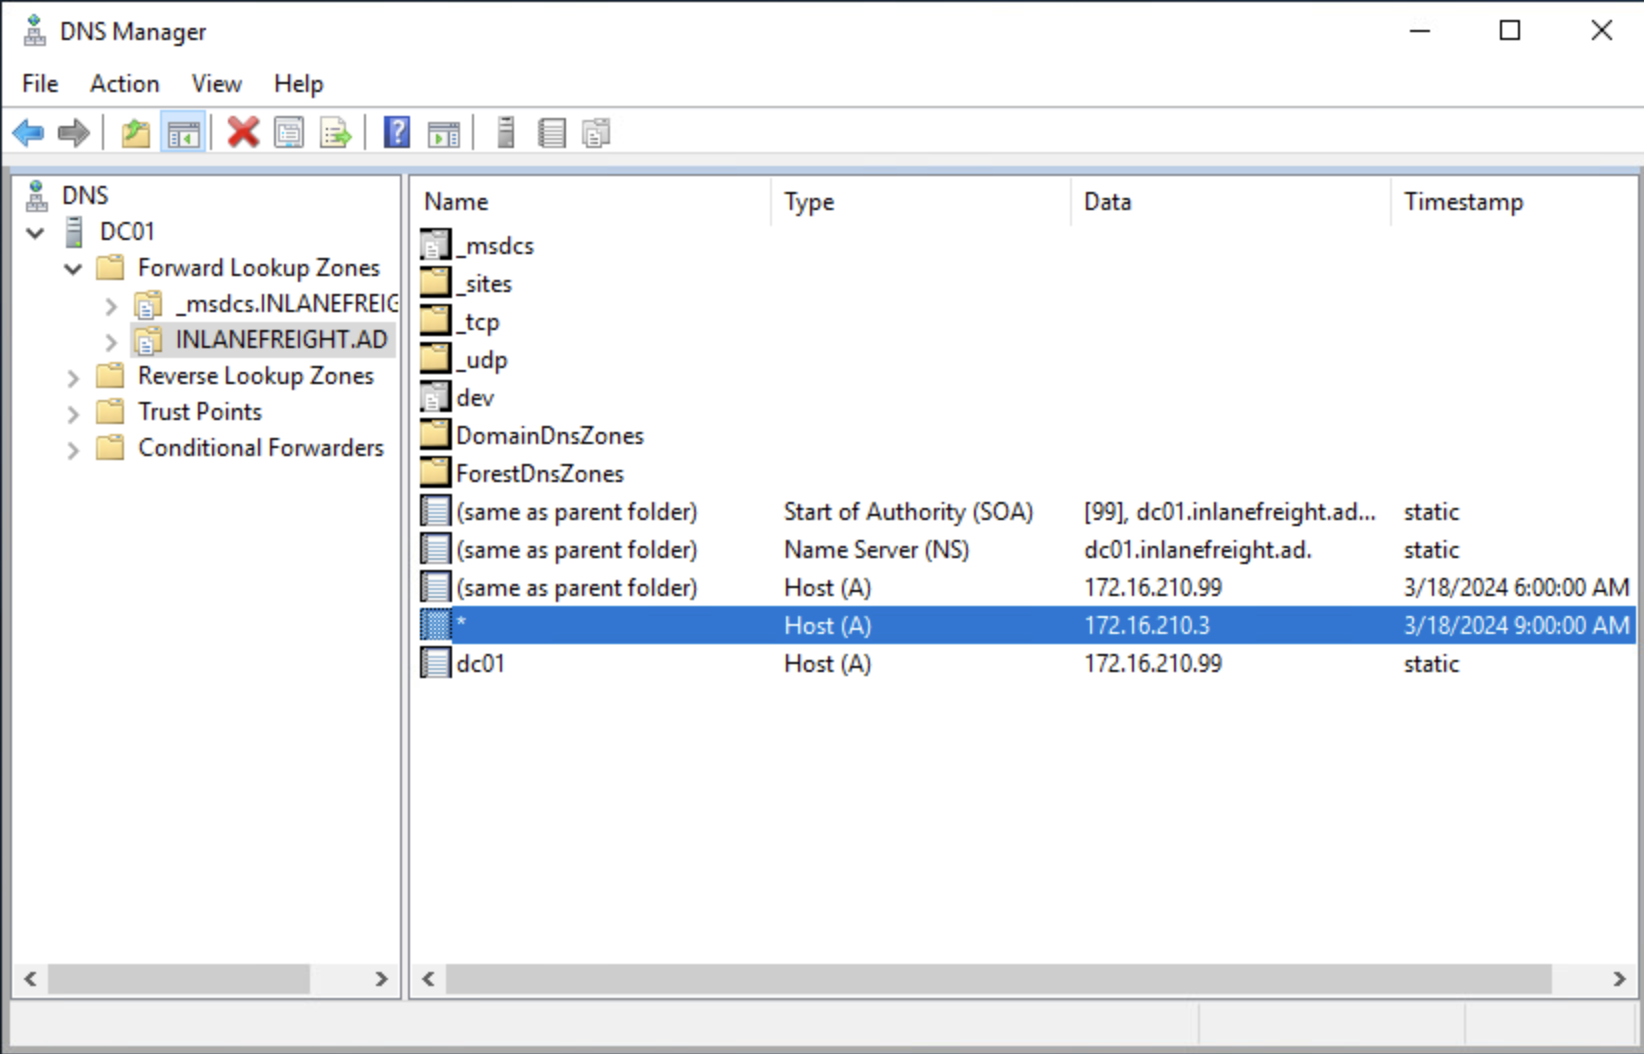 DNS Manager
File Action View Help
DNS
DC01
Forward Lookup Zones
_msdcs.INLANEFREIG
INLANEFREIGHT.AD
Reverse Lookup Zones
Trust Points
Conditional Forwarders
Name Type Data Timestamp
_msdcs
_sites
_tcp
_udp
dev
DomainDnsZones
ForestDnsZones
(same as parent folder) Start of Authority (SOA) [99], dc01.inlanefreight.ad... static
(same as parent folder) Name Server (NS) dc01.inlanefreight.ad. static
(same as parent folder) Host (A) 172.16.210.99 3/18/2024 6:00:00 AM
* Host (A) 172.16.210.3 3/18/2024 9:00:00 AM
dc01 Host (A) 172.16.210.99 static